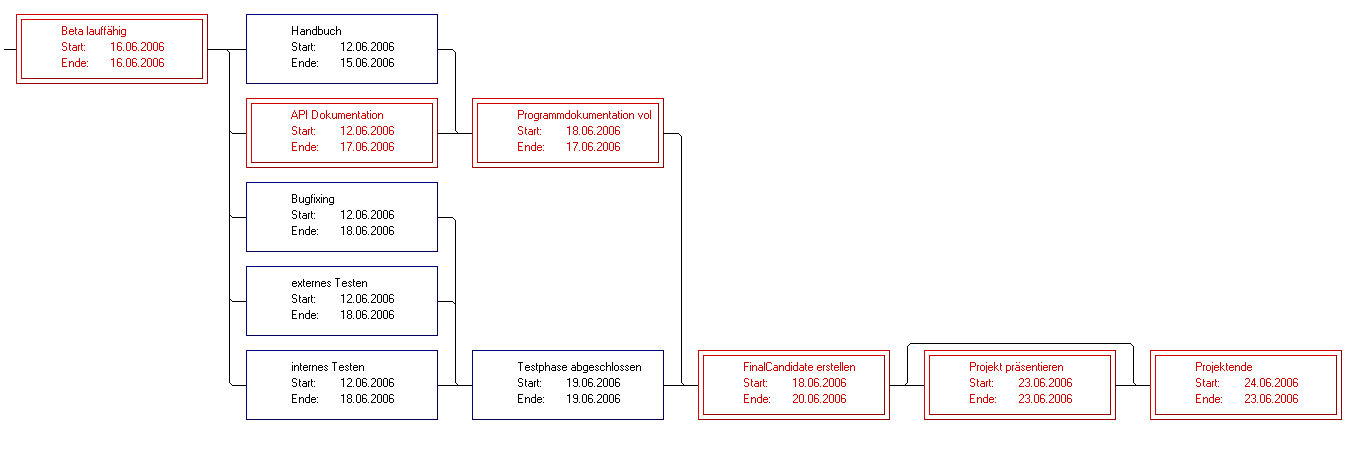 Beta lauffähig
Start: 16.06.2006
Ende: 16.06.2006
Handbuch
Start: 12.06.2006
Ende: 15.06.2006
API Dokumentation
Start: 12.06.2006
Ende: 17.06.2006
Programmdokumentation vol
Start: 18.06.2006
Ende: 17.06.2006
Bugfixing
Start: 12.06.2006
Ende: 18.06.2006
externes Testen
Start: 12.06.2006
Ende: 18.06.2006
internes Testen
Start: 12.06.2006
Ende: 18.06.2006
Testphase abgeschlossen
Start: 19.06.2006
Ende: 19.06.2006
FinalCandidate erstellen
Start: 18.06.2006
Ende: 20.06.2006
Projekt präsentieren
Start: 23.06.2006
Ende: 23.06.2006
Projektende
Start: 24.06.2006
Ende: 23.06.2006